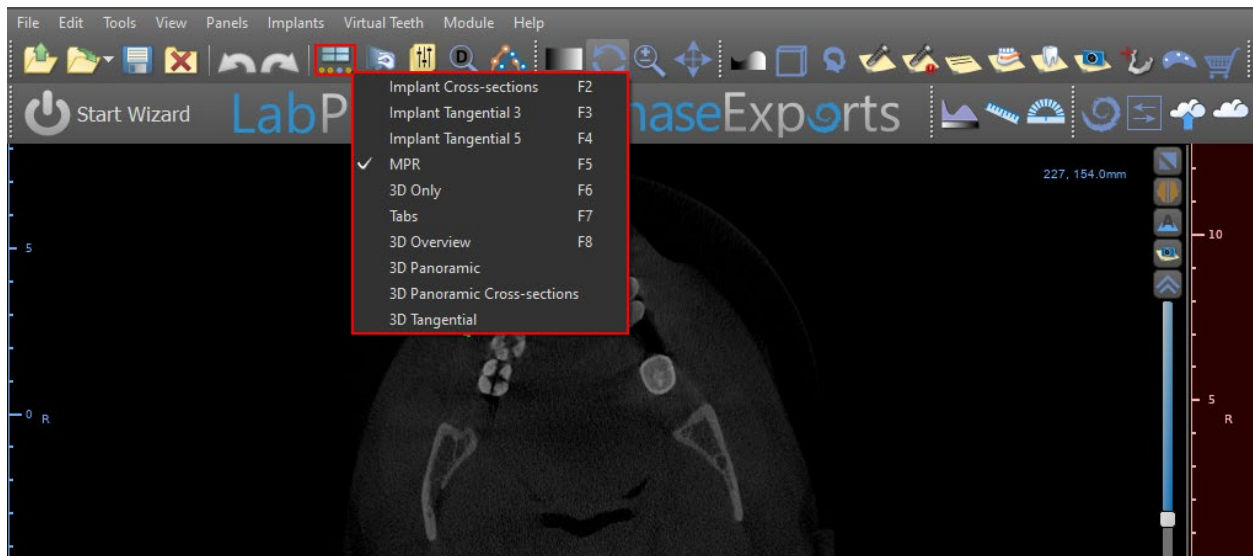 File Edit Tools View Panels Implants Virtual Teeth Module Help
Start Wizard LabP haseExports
Implant Cross-sections F2
Implant Tangential 3 F3
Implant Tangential 5 F4
MPR F5
3D Only F6
Tabs F7
3D Overview F8
3D Panoramic
3D Panoramic Cross-sections
3D Tangential
227, 154.0mm
5
10
0 R
5
R